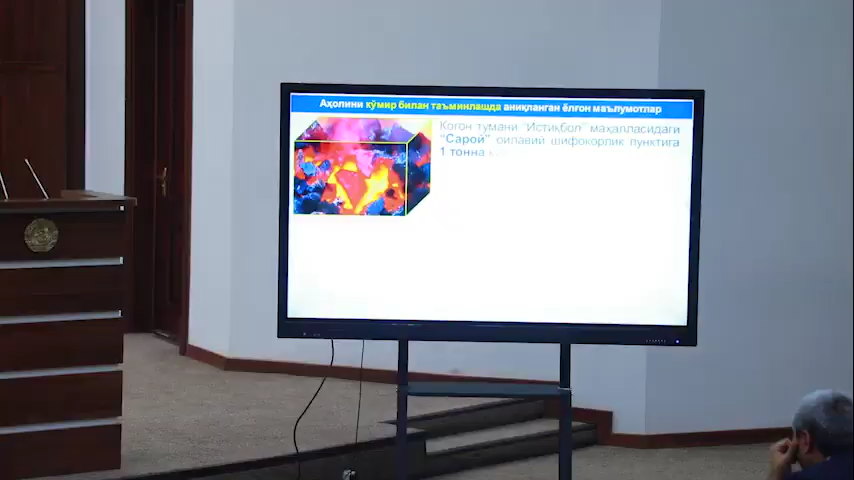 Аҳолини кўмир билан таъминлашда аниқланган ёлғон маълумотлар
Когон тумани “Истиқбол” маҳалласидаги
“Сарой” оилавий шифокорлик пунктига
1 тонна